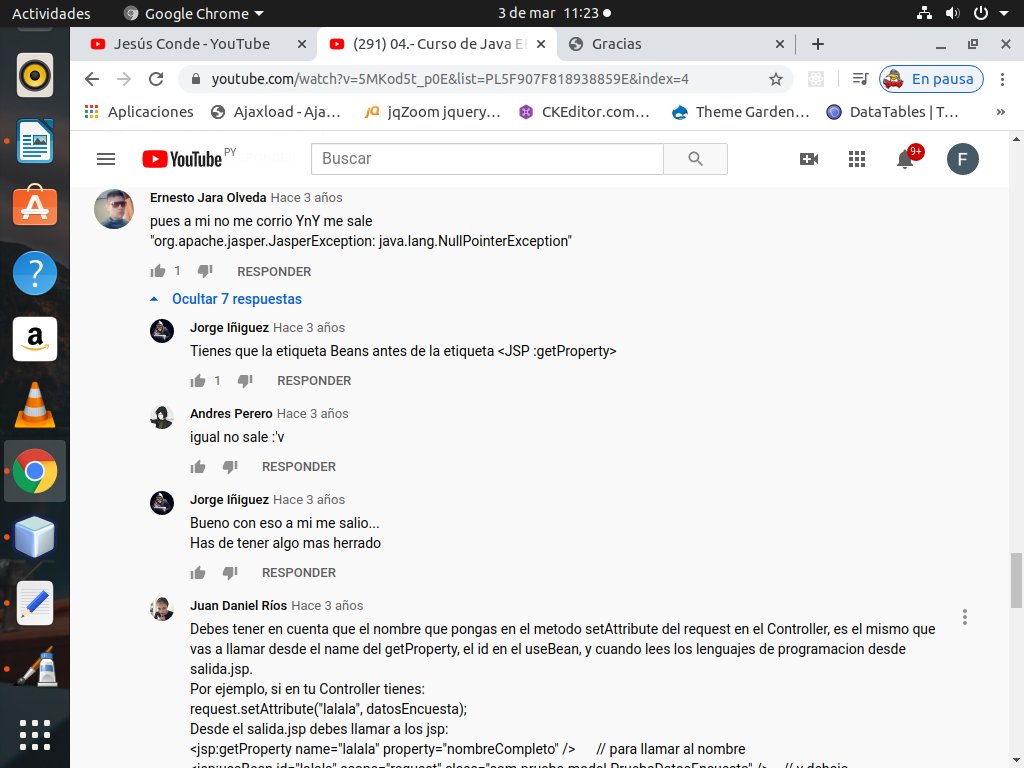 Actividades
Google Chrome
3 de mar 11:23
Jesús Conde - YouTube
(291) 04.- Curso de Java E
Gracias
youtube.com/watch?v=5MKod5t_p0E&list=PL5F907F818938859E&index=4
En pausa
Aplicaciones
Ajaxload - Aja...
jqZoom jquery...
CKEditor.com...
Theme Garden...
DataTables | T...
»
YouTube PY
Buscar
9+
F
Ernesto Jara Olveda Hace 3 años
pues a mi no me corrio YnY me sale
"org.apache.jasper.JasperException: java.lang.NullPointerException"
1 RESPONDER
Ocultar 7 respuestas
Jorge Iñiguez Hace 3 años
Tienes que la etiqueta Beans antes de la etiqueta <JSP :getProperty>
1 RESPONDER
Andres Perero Hace 3 años
igual no sale :'v
RESPONDER
Jorge Iñiguez Hace 3 años
Bueno con eso a mi me salio...
Has de tener algo mas herrado
RESPONDER
Juan Daniel Ríos Hace 3 años
Debes tener en cuenta que el nombre que pongas en el metodo setAttribute del request en el Controller, es el mismo que
vas a llamar desde el name del getProperty, el id en el useBean, y cuando lees los lenguajes de programacion desde
salida.jsp.
Por ejemplo, si en tu Controller tienes:
request.setAttribute("lalala", datosEncuesta);
Desde el salida.jsp debes llamar a los jsp:
<jsp:getProperty name="lalala" property="nombreCompleto" /> // para llamar al nombre